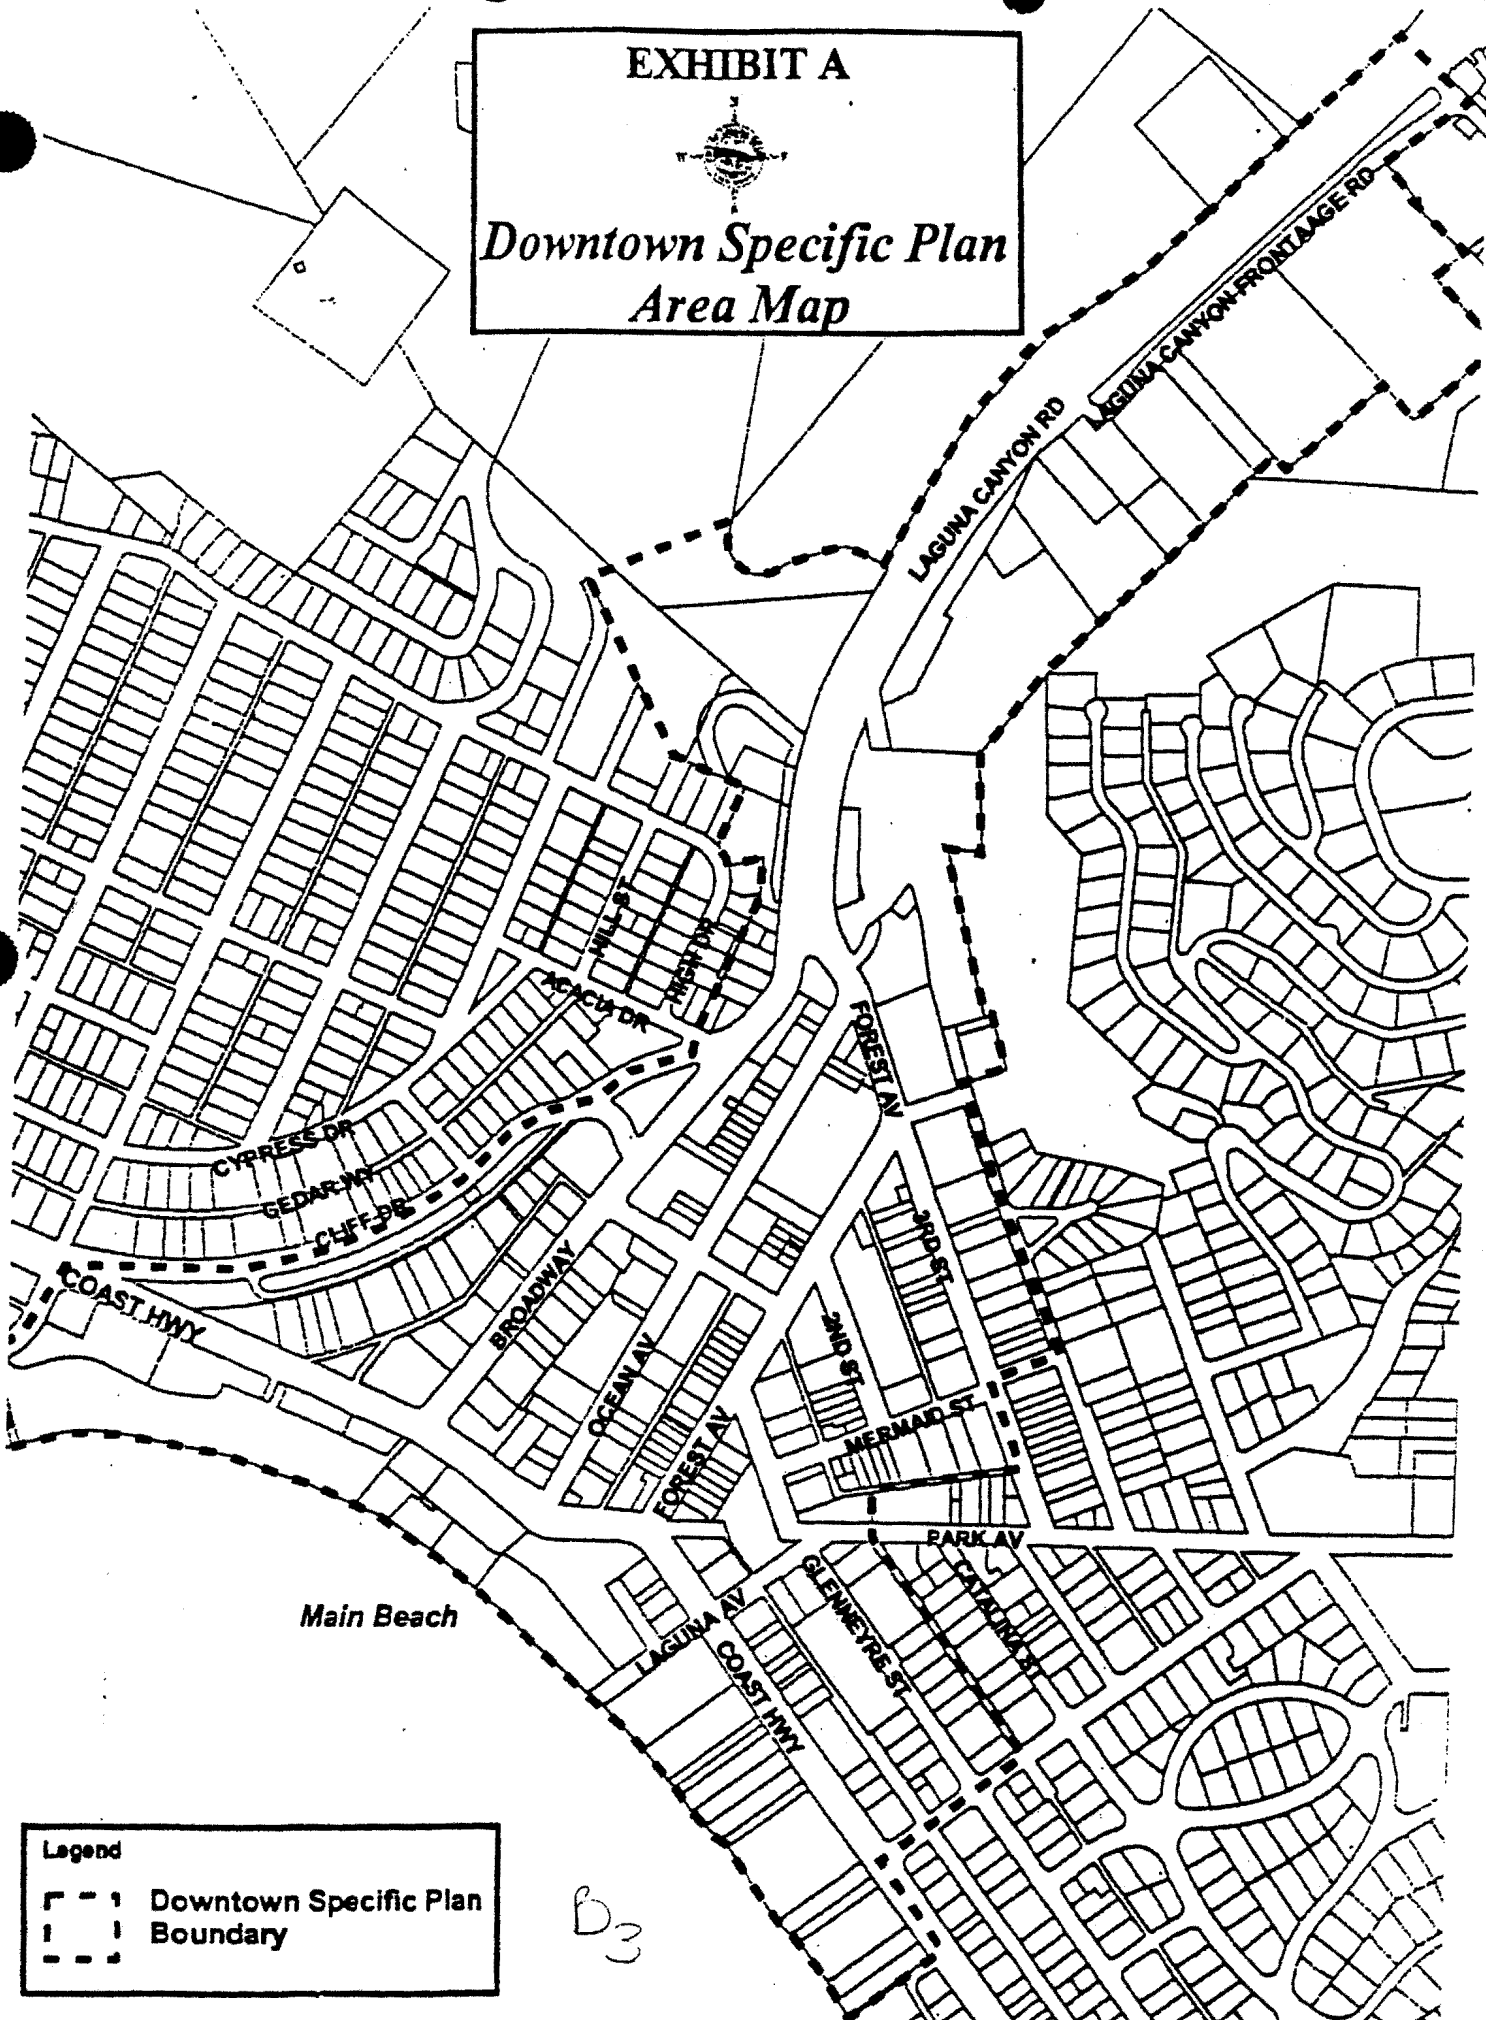 EXHIBIT A
Downtown Specific Plan
Area Map
LAGUNA CANYON FRONTAAGE RD
LAGUNA CANYON RD
HILL ST
HIGH DR
ACACIA DR
FOREST AV
CYPRESS DR
CEDAR WY
CLIFF DR
3RD ST
COAST HWY
BROADWAY
2ND ST
OCEAN AV
MERMAID ST
FOREST AV
PARK AV
GLENNEYRE ST
CATALINA ST
Main Beach
LAGUNA AV
COAST HWY
Legend
Downtown Specific Plan
Boundary
B3